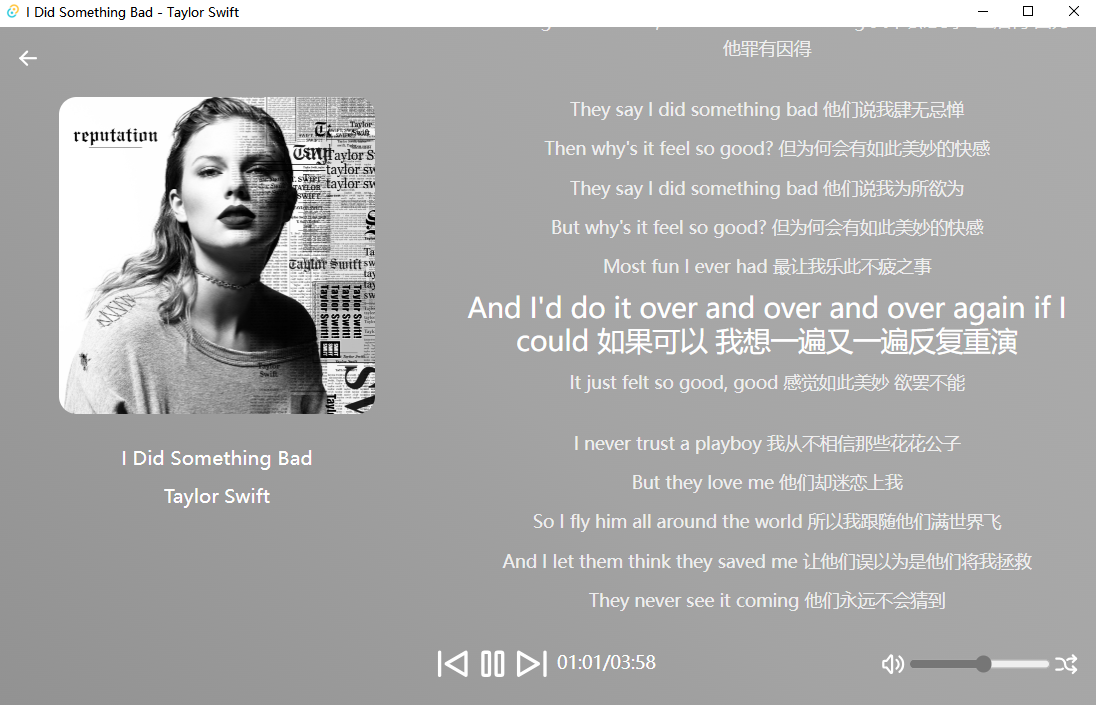 I Did Something Bad - Taylor Swift
他罪有因得
They say I did something bad 他们说我肆无忌惮
Then why's it feel so good? 但为何会有如此美妙的快感
They say I did something bad 他们说我为所欲为
But why's it feel so good? 但为何会有如此美妙的快感
Most fun I ever had 最让我乐此不疲之事
And I'd do it over and over and over again if I
could 如果可以 我想一遍又一遍反复重演
It just felt so good, good 感觉如此美妙 欲罢不能
I never trust a playboy 我从不相信那些花花公子
But they love me 他们却迷恋上我
So I fly him all around the world 所以我跟随他们满世界飞
And I let them think they saved me 让他们误以为是他们将我拯救
They never see it coming 他们永远不会猜到
reputation
Taylor Swift
I Did Something Bad
Taylor Swift
01:01/03:58